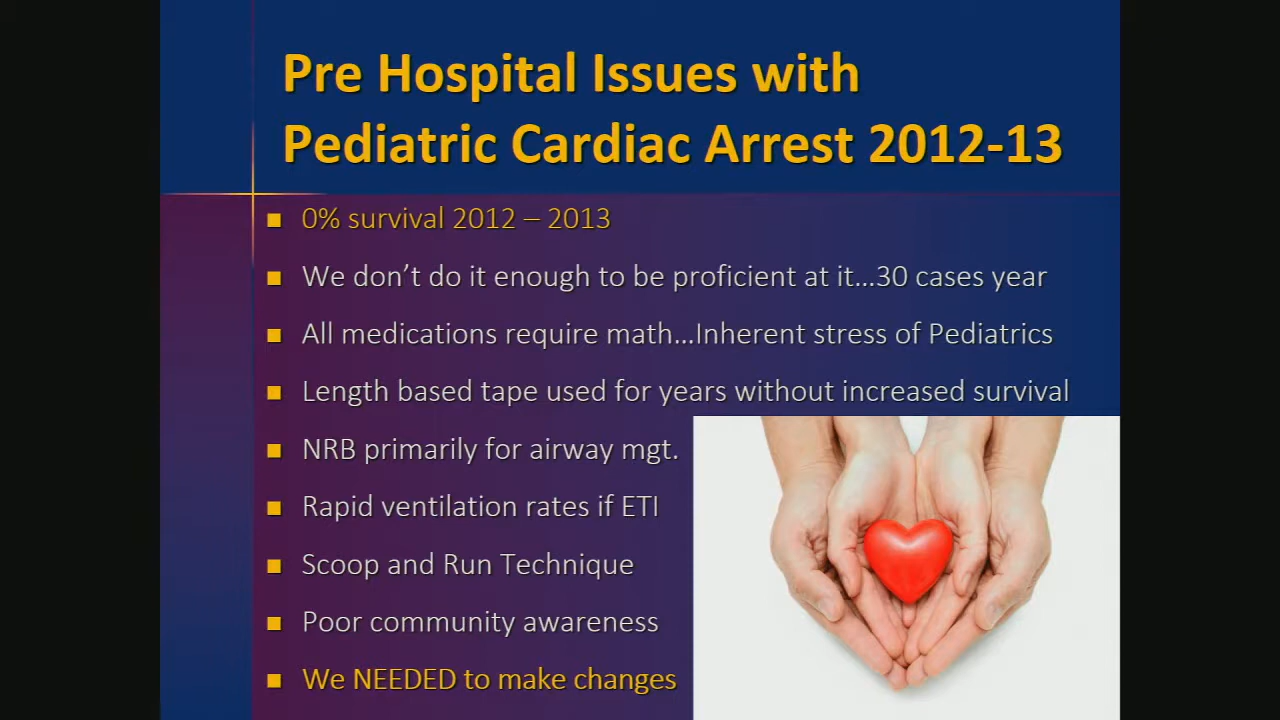 Pre Hospital Issues with
Pediatric Cardiac Arrest 2012-13
0% survival 2012 – 2013
We don’t do it enough to be proficient at it…30 cases year
All medications require math…Inherent stress of Pediatrics
Length based tape used for years without increased survival
NRB primarily for airway mgt.
Rapid ventilation rates if ETI
Scoop and Run Technique
Poor community awareness
We NEEDED to make changes